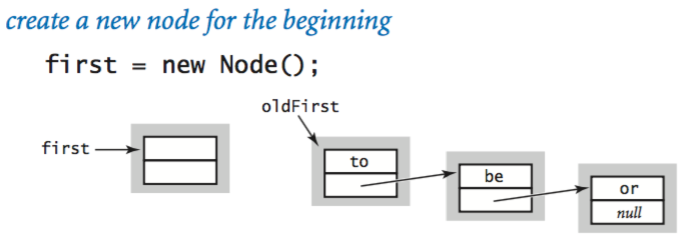 create a new node for the beginning
first = new Node();
oldFirst
first
to
be
or
null